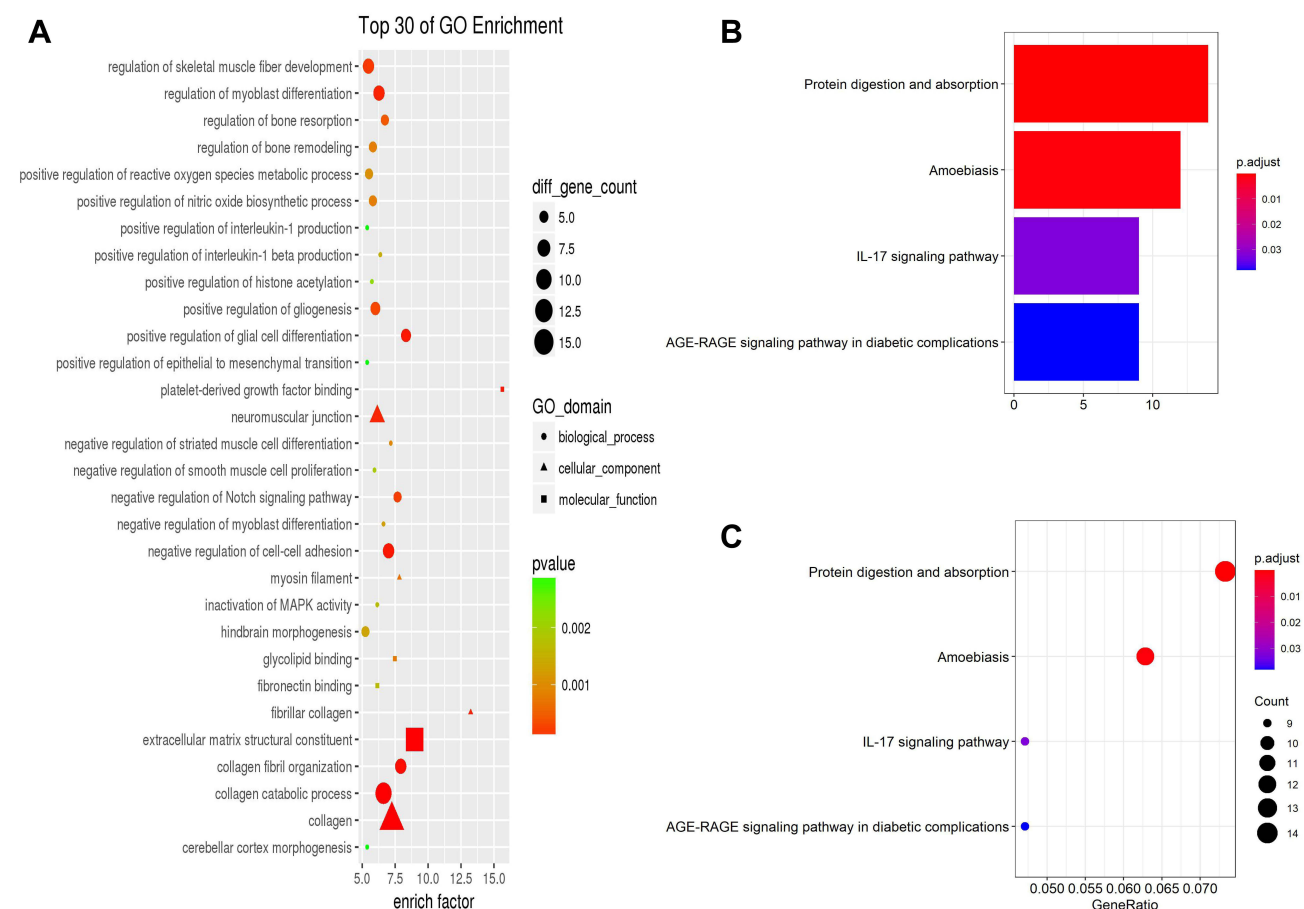 A
Top 30 of GO Enrichment
regulation of skeletal muscle fiber development
regulation of myoblast differentiation
regulation of bone resorption
regulation of bone remodeling
positive regulation of reactive oxygen species metabolic process
positive regulation of nitric oxide biosynthetic process
positive regulation of interleukin-1 production
positive regulation of interleukin-1 beta production
positive regulation of histone acetylation
positive regulation of gliogenesis
positive regulation of glial cell differentiation
positive regulation of epithelial to mesenchymal transition
platelet-derived growth factor binding
neuromuscular junction
negative regulation of striated muscle cell differentiation
negative regulation of smooth muscle cell proliferation
negative regulation of Notch signaling pathway
negative regulation of myoblast differentiation
negative regulation of cell-cell adhesion
myosin filament
inactivation of MAPK activity
hindbrain morphogenesis
glycolipid binding
fibronectin binding
fibrillar collagen
extracellular matrix structural constituent
collagen fibril organization
collagen catabolic process
collagen
cerebellar cortex morphogenesis
5.0 7.5 10.0 12.5 15.0
enrich factor
diff_gene_count
5.0
7.5
10.0
12.5
15.0
GO_domain
biological_process
cellular_component
molecular_function
pvalue
0.002
0.001
B
Protein digestion and absorption
Amoebiasis
IL-17 signaling pathway
AGE-RAGE signaling pathway in diabetic complications
0 5 10
p.adjust
0.01
0.02
0.03
C
Protein digestion and absorption
Amoebiasis
IL-17 signaling pathway
AGE-RAGE signaling pathway in diabetic complications
0.050 0.055 0.060 0.065 0.070
GeneRatio
p.adjust
0.01
0.02
0.03
Count
9
10
11
12
13
14